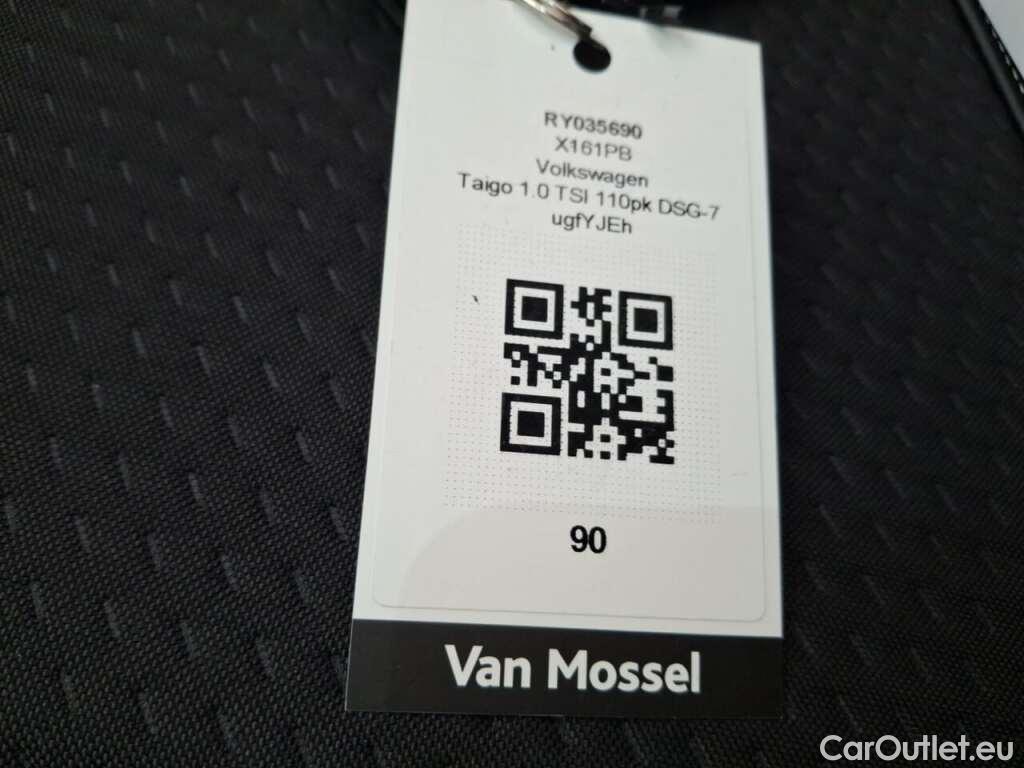 RY035690
X161PB
Volkswagen
Taigo 1.0 TSI 110pk DSG-7
ugfYJEh
90
Van Mossel
CarOutlet.eu